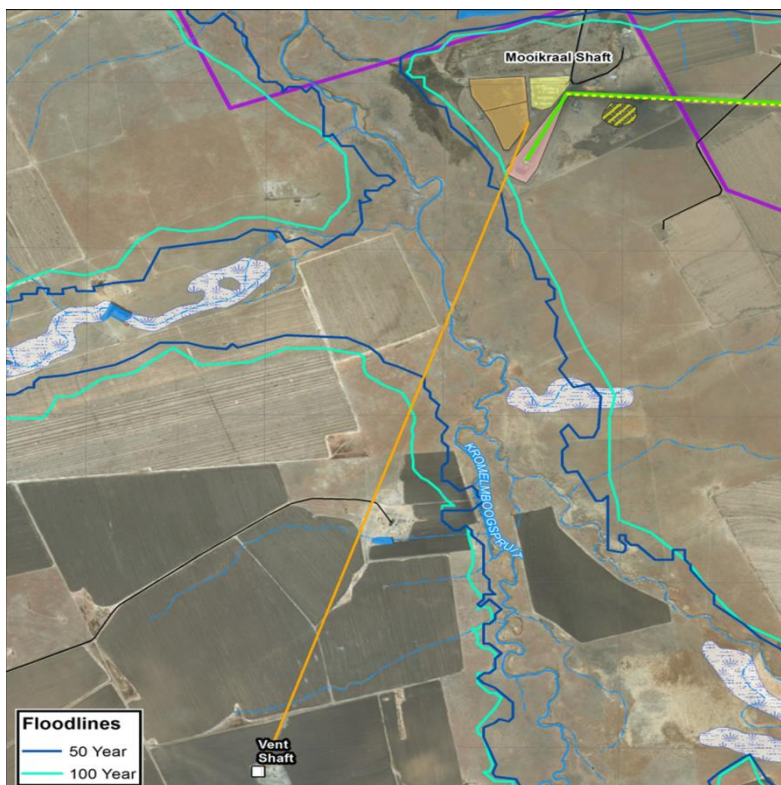 Mooikraal Shaft
KROMELMBOOGSPRUIT
Vent
Shaft
Floodlines
50 Year
100 Year